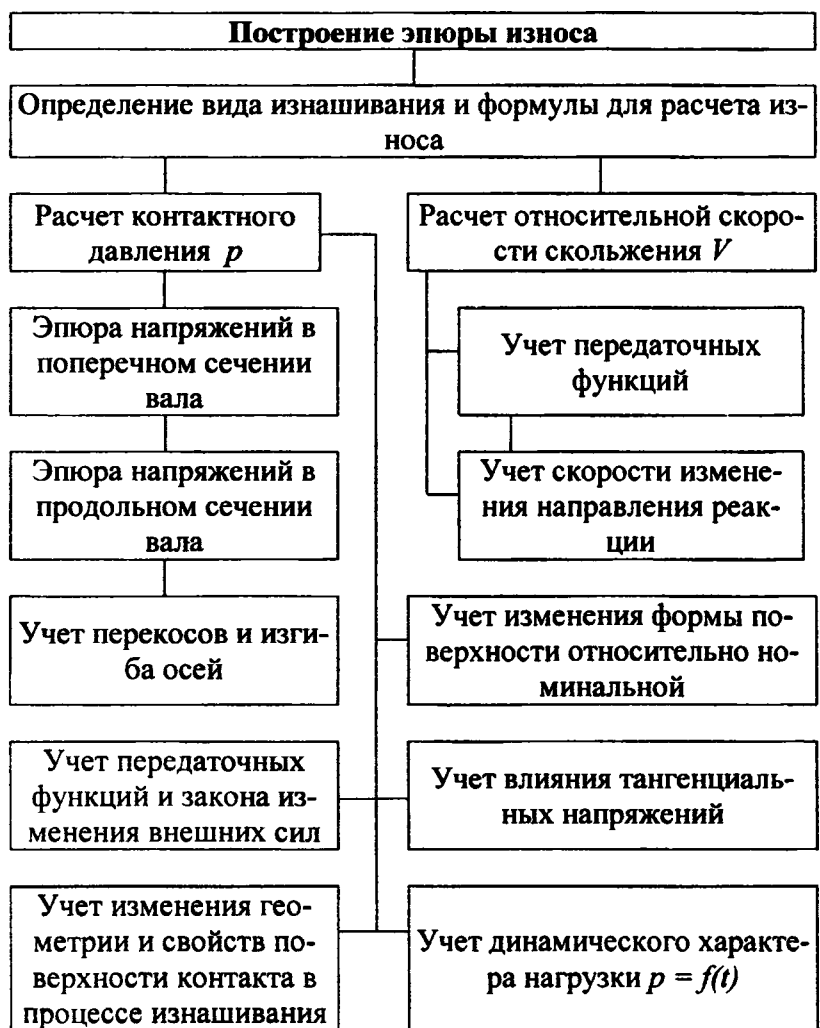 Построение эпюры износа
Определение вида изнашивания и формулы для расчета из-
носа
Расчет контактного
давления p
Расчет относительной скоро-
сти скольжения V
Эпюра напряжений в
поперечном сечении
вала
Учет передаточных
функций
Эпюра напряжений в
продольном сечении
вала
Учет скорости измене-
ния направления реак-
ции
Учет перекосов и изги-
ба осей
Учет изменения формы по-
верхности относительно но-
минальной
Учет передаточных
функций и закона из-
менения внешних сил
Учет влияния тангенциаль-
ных напряжений
Учет изменения гео-
метрии и свойств по-
верхности контакта в
процессе изнашивания
Учет динамического характе-
ра нагрузки p = f(t)